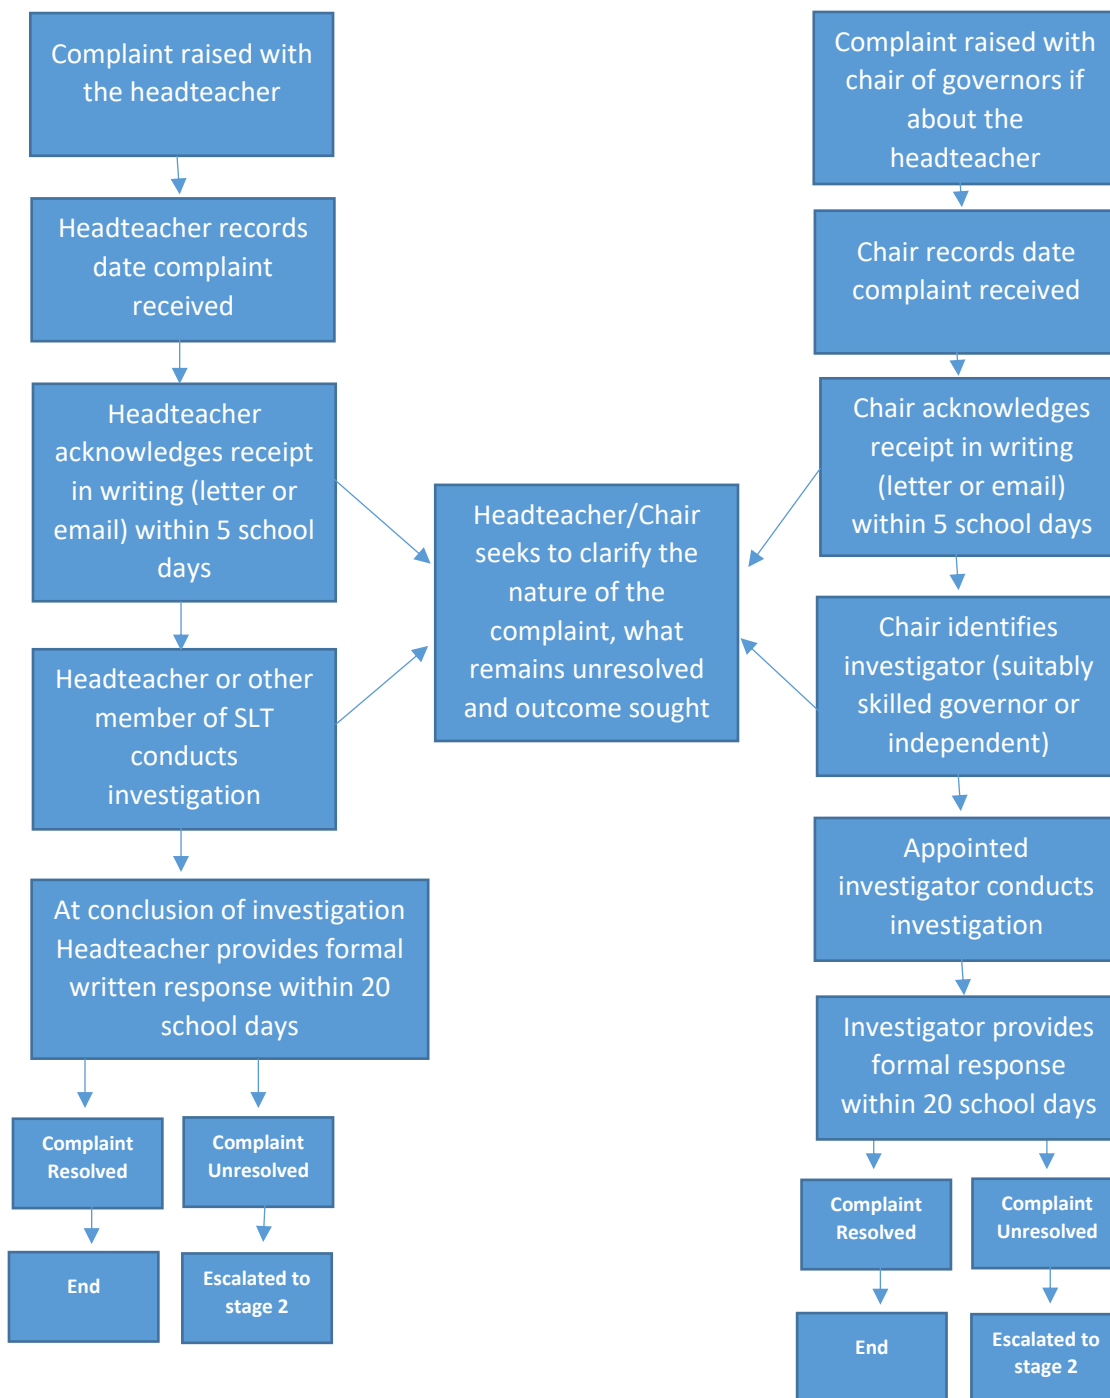 Complaint raised with
the headteacher
Headteacher records
date complaint
received
Headteacher
acknowledges receipt
in writing (letter or
email) within 5 school
days
Headteacher or other
member of SLT
conducts
investigation
At conclusion of investigation
Headteacher provides formal
written response within 20
school days
Complaint
Resolved
Complaint
Unresolved
End
Escalated to
stage 2
Headteacher/Chair
seeks to clarify the
nature of the
complaint, what
remains unresolved
and outcome sought
Complaint raised with
chair of governors if
about the
headteacher
Chair records date
complaint received
Chair acknowledges
receipt in writing
(letter or email)
within 5 school days
Chair identifies
investigator (suitably
skilled governor or
independent)
Appointed
investigator conducts
investigation
Investigator provides
formal response
within 20 school days
Complaint
Resolved
Complaint
Unresolved
End
Escalated to
stage 2